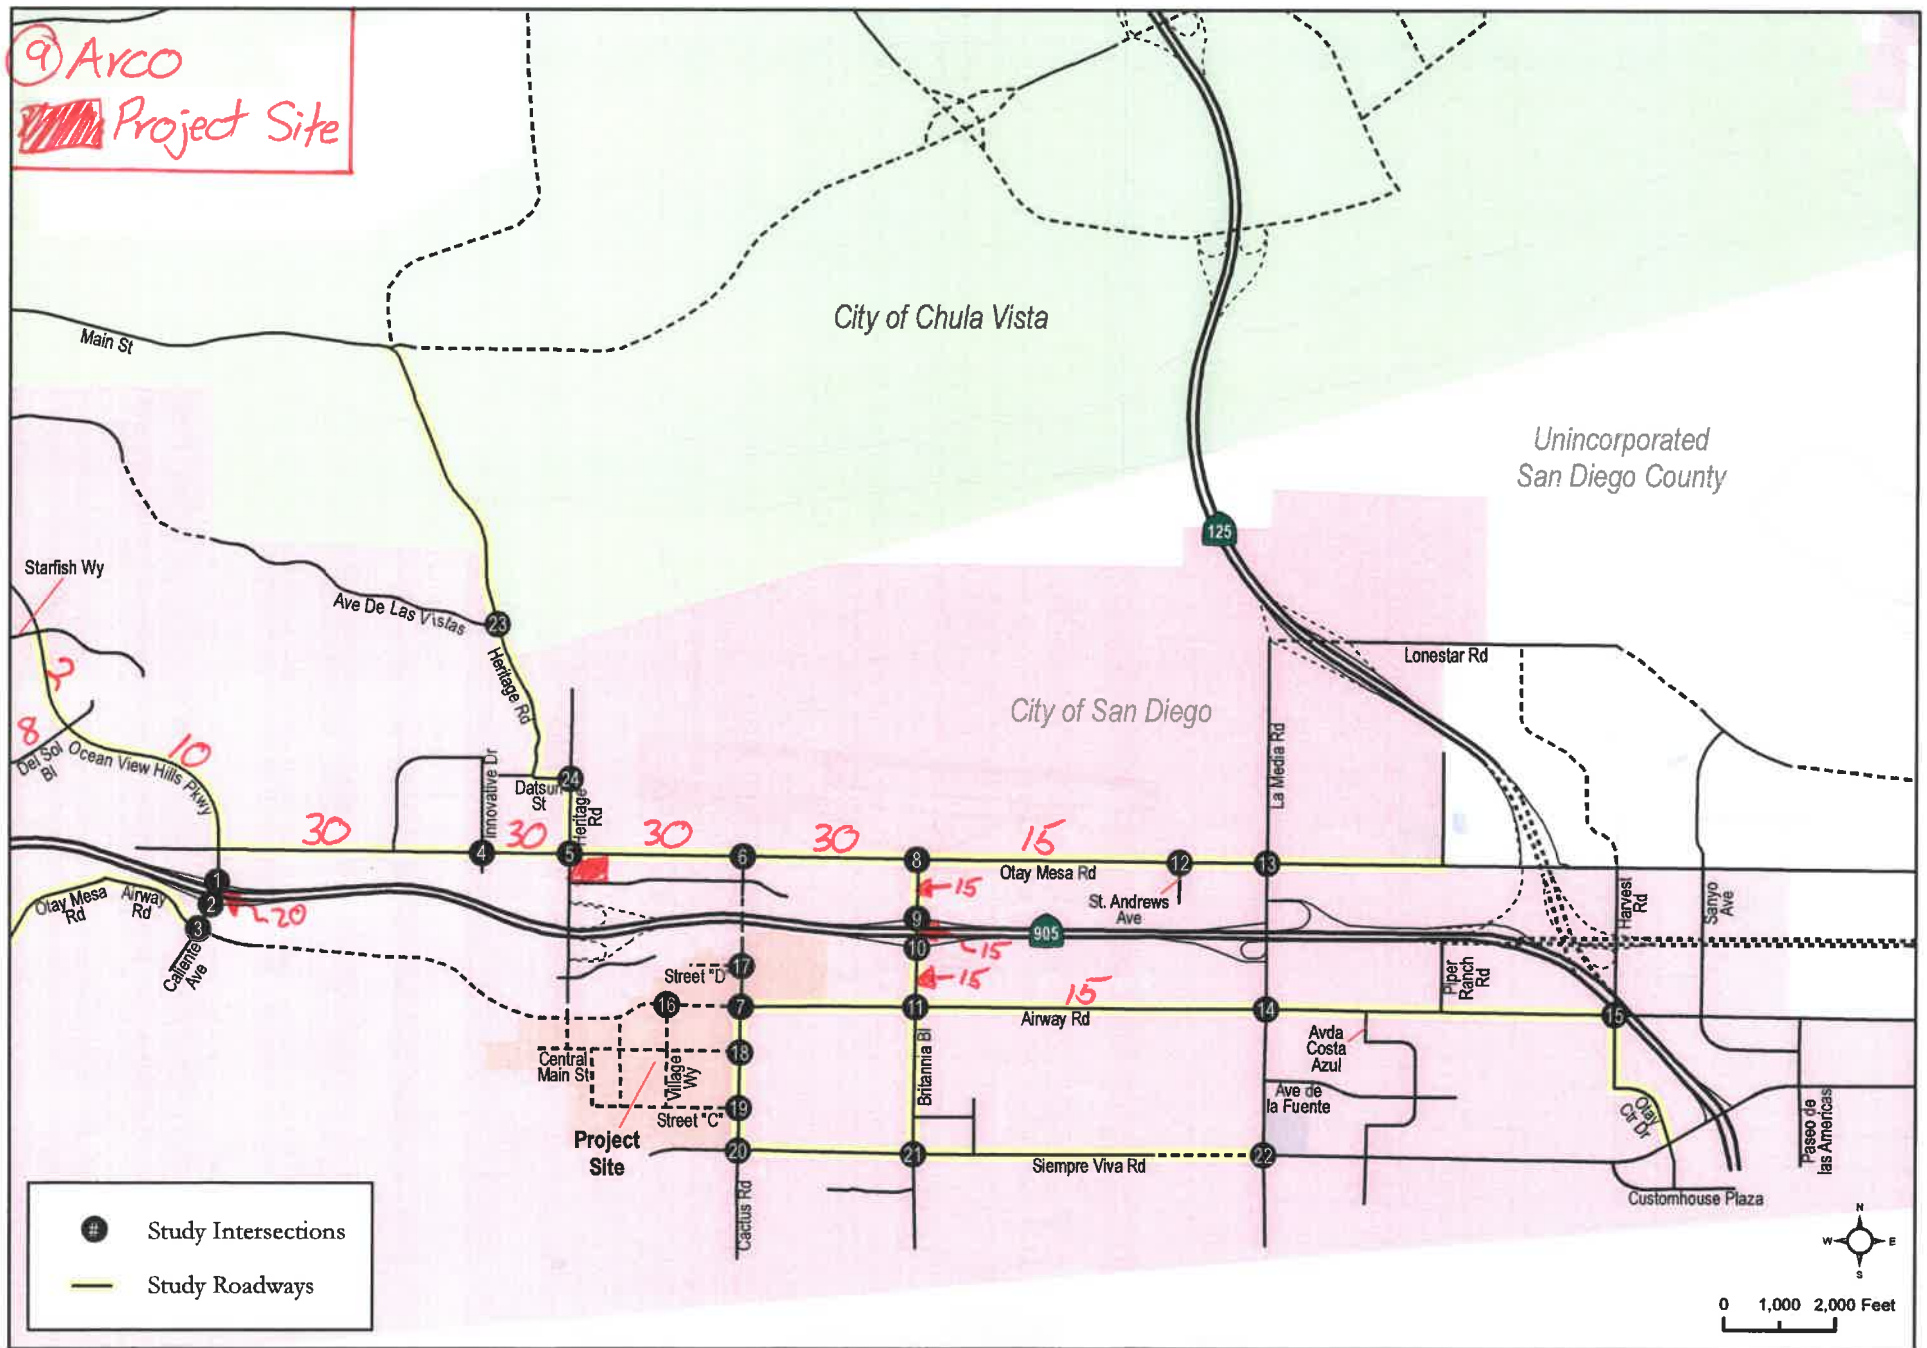 9 Arco
Project Site
City of Chula Vista
Main St
Unincorporated
San Diego County
125
Starfish Wy
Ave De Las Vistas
23
Heritage Rd
Lonestar Rd
2
City of San Diego
La Media Rd
8
Del Sol
Bl
10
Ocean View Hills Pkwy
Innovative Dr
Datsun
St
24
Heritage
Rd
30
30
30
30
15
4
5
6
8
12
13
Otay Mesa Rd
1
2
20
3
Otay Mesa
Rd
Airway
Rd
Caliente
Ave
15
St. Andrews
Ave
9
905
10
15
15
Harvest
Rd
Sanyo
Ave
Piper
Ranch
Rd
Street "D"
17
16
7
11
15
Airway Rd
14
15
Central
Main St
18
Village
Wy
Britannia Bl
Avda
Costa
Azul
Ave de
la Fuente
Street "C"
19
Otay
Ctr Dr
Paseo de
las Americas
Project
Site
20
21
Siempre Viva Rd
22
Cactus Rd
Customhouse Plaza
# Study Intersections
Study Roadways
N
W E
S
0 1,000 2,000 Feet